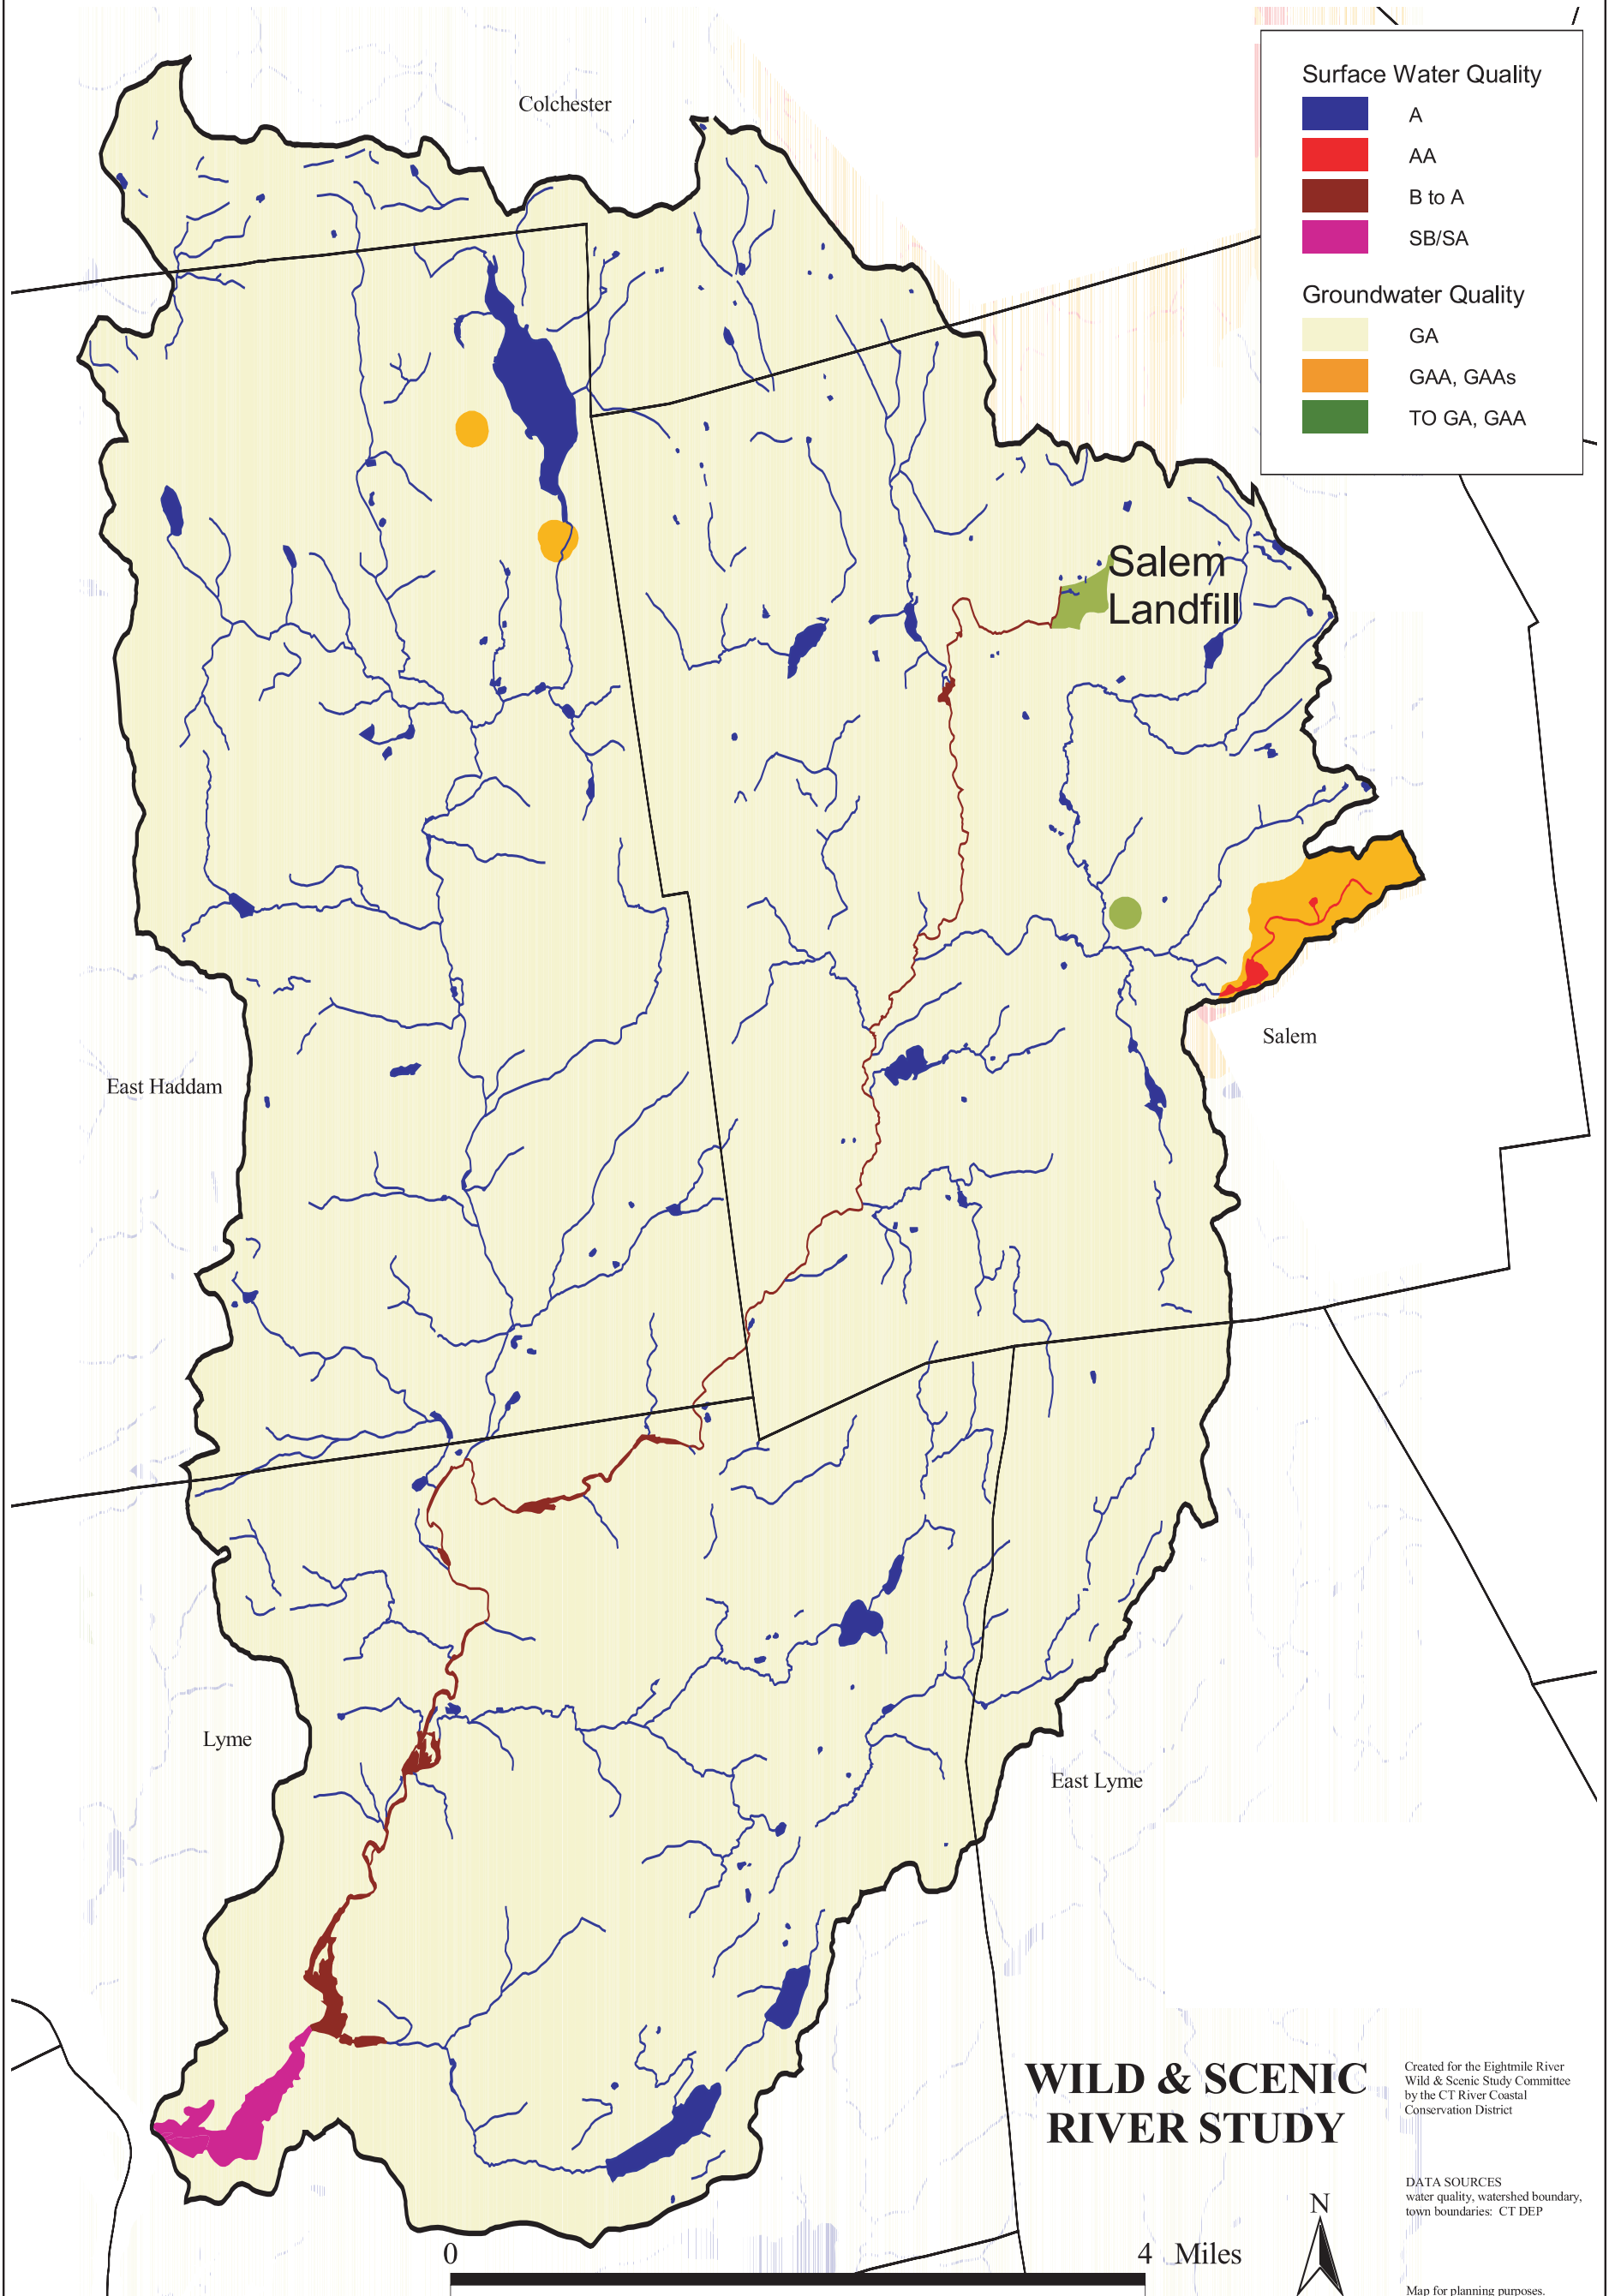 Colchester
Surface Water Quality
A
AA
B to A
SB/SA
Groundwater Quality
GA
GAA, GAAs
TO GA, GAA
Salem
Landfill
Salem
East Haddam
Lyme
East Lyme
WILD & SCENIC
RIVER STUDY
Created for the Eightmile River
Wild & Scenic Study Committee
by the CT River Coastal
Conservation District
DATA SOURCES
water quality, watershed boundary,
town boundaries: CT DEP
N
0
4 Miles
Map for planning purposes.